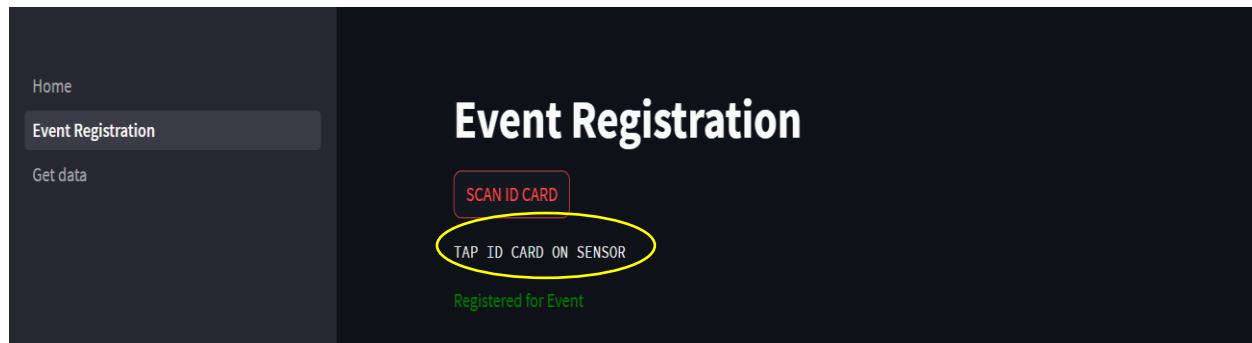 Home
Event Registration
Get data
Event Registration
SCAN ID CARD
TAP ID CARD ON SENSOR
Registered for Event